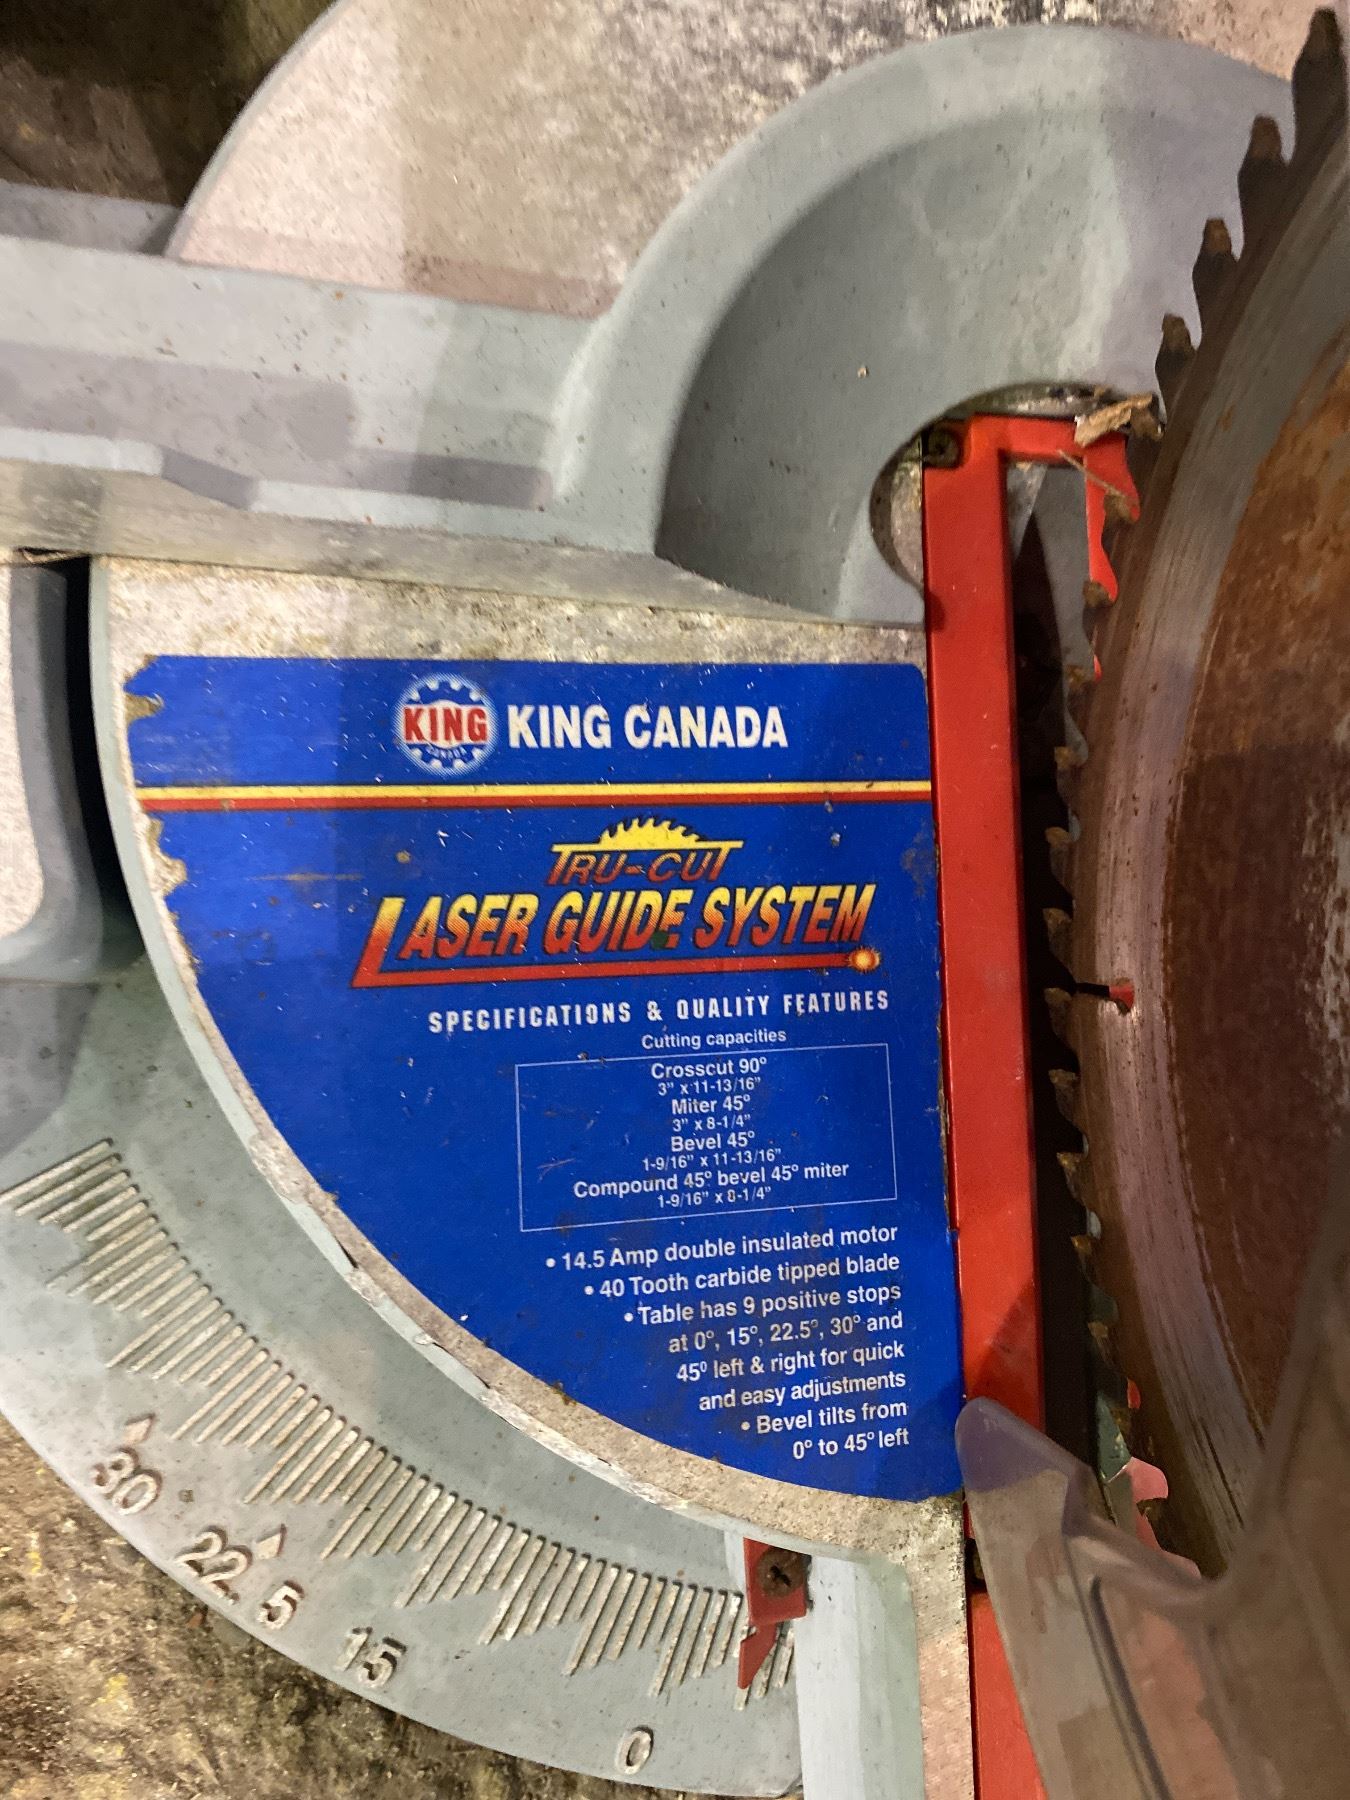 KING
CANADA
KING CANADA
TRU-CUT
LASER GUIDE SYSTEM
SPECIFICATIONS & QUALITY FEATURES
Cutting capacities
Crosscut 90°
3" x 11-13/16"
Miter 45°
3" x 8-1/4"
Bevel 45°
1-9/16" x 11-13/16"
Compound 45° bevel 45° miter
1-9/16" x 8-1/4"
• 14.5 Amp double insulated motor
• 40 Tooth carbide tipped blade
• Table has 9 positive stops
at 0°, 15°, 22.5°, 30° and
45° left & right for quick
and easy adjustments
• Bevel tilts from
0° to 45° left
30
22.5
15
0